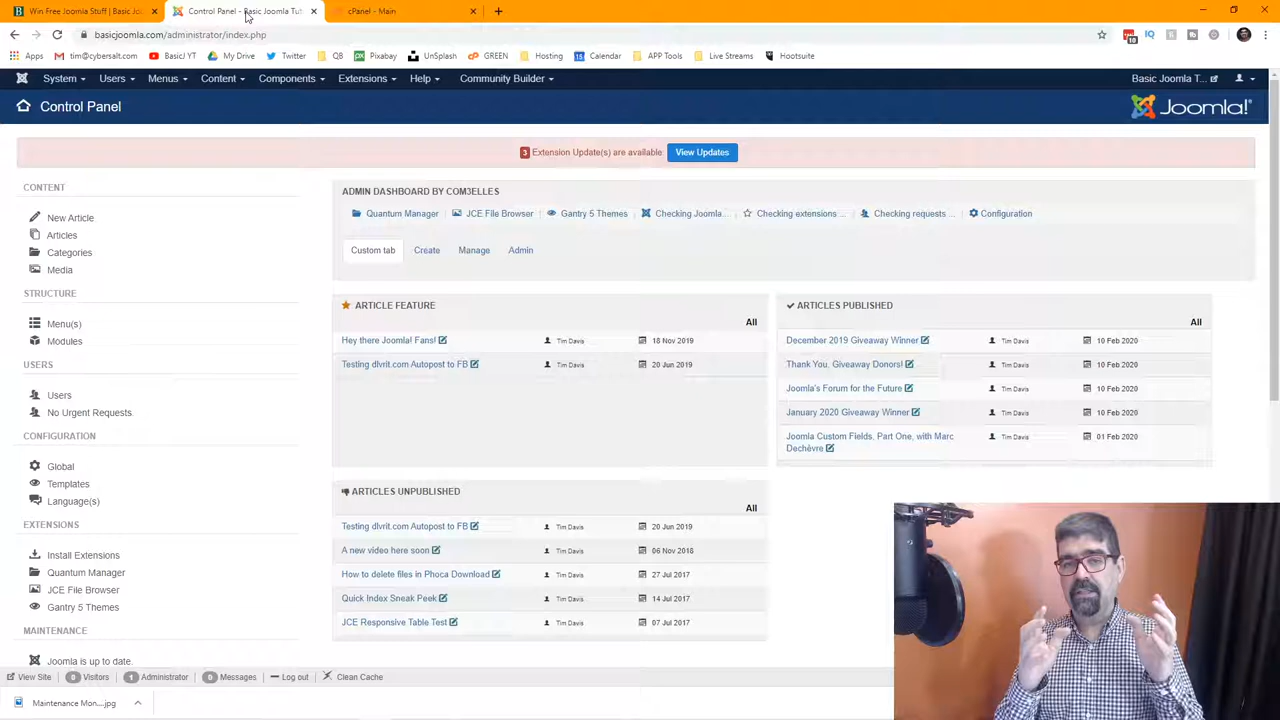 Win Free Joomla Stuff | Basic Jo
Control Panel - Basic Joomla Tut
cPanel - Main
basicjoomla.com/administrator/index.php
Apps tim@cybersalt.com BasicJ YT My Drive Twitter QB Pixabay UnSplash GREEN Hosting Calendar APP Tools Live Streams Hootsuite
System Users Menus Content Components Extensions Help Community Builder Basic Joomla T...
Control Panel
Joomla!®
3 Extension Update(s) are available: View Updates
CONTENT
New Article
Articles
Categories
Media
STRUCTURE
Menu(s)
Modules
USERS
Users
No Urgent Requests
CONFIGURATION
Global
Templates
Language(s)
EXTENSIONS
Install Extensions
Quantum Manager
JCE File Browser
Gantry 5 Themes
MAINTENANCE
Joomla is up to date.
ADMIN DASHBOARD BY COM3ELLES
Quantum Manager JCE File Browser Gantry 5 Themes Checking Joomla... Checking extensions ... Checking requests ... Configuration
Custom tab Create Manage Admin
ARTICLE FEATURE
All
Hey there Joomla! Fans! Tim Davis 18 Nov 2019
Testing dlvrit.com Autopost to FB Tim Davis 20 Jun 2019
ARTICLES PUBLISHED
All
December 2019 Giveaway Winner Tim Davis 10 Feb 2020
Thank You, Giveaway Donors! Tim Davis 10 Feb 2020
Joomla's Forum for the Future Tim Davis 10 Feb 2020
January 2020 Giveaway Winner Tim Davis 10 Feb 2020
Joomla Custom Fields, Part One, with Marc Tim Davis 01 Feb 2020
Dechèvre
ARTICLES UNPUBLISHED
All
Testing dlvrit.com Autopost to FB Tim Davis 20 Jun 2019
A new video here soon Tim Davis 06 Nov 2018
How to delete files in Phoca Download Tim Davis 27 Jul 2017
Quick Index Sneak Peek Tim Davis 14 Jul 2017
JCE Responsive Table Test Tim Davis 07 Jul 2017
View Site 0 Visitors 1 Administrator 0 Messages Log out Clean Cache
Maintenance Mon....jpg